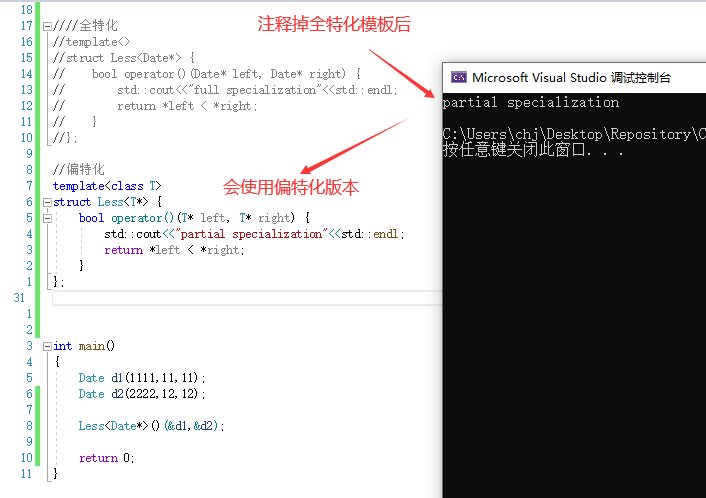 18
17 ////全特化
16 //template<>
15 //struct Less<Date*> {
14 //    bool operator()(Date* left, Date* right) {
13 //        std::cout<<"full specialization"<<std::endl;
12 //        return *left < *right;
11 //    }
10 //};
9
8 //偏特化
7 template<class T>
6 struct Less<T*> {
5     bool operator()(T* left, T* right) {
4         std::cout<<"partial specialization"<<std::endl;
3         return *left < *right;
2     }
1 };
31
1
2
3 int main()
4 {
5     Date d1(1111,11,11);
6     Date d2(2222,12,12);
7
8     Less<Date*>()(&d1,&d2);
9
10     return 0;
11 }
注释掉全特化模板后
会使用偏特化版本
Microsoft Visual Studio 调试控制台
partial specialization
C:\Users\chj\Desktop\Repository\C
按任意键关闭此窗口. . .